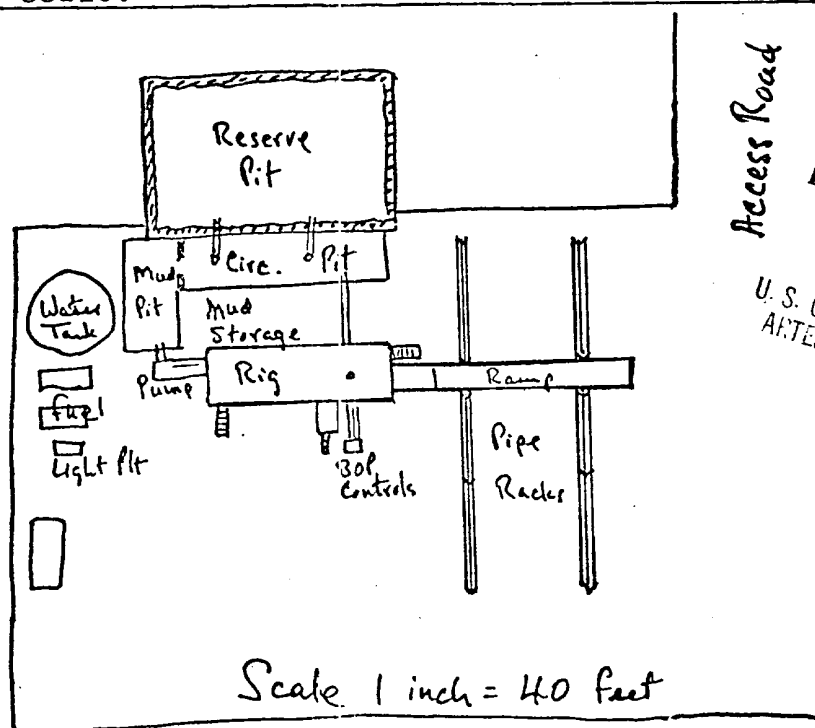 Reserve
Pit
Access Road
U. S.
Water
Tank
Mud
Pit
Circ. Pit
Mud
Storage
Pump
Rig
Ramp
Fuel
Light Plt
BOP
Controls
Pipe
Racks
Scale 1 inch = 40 feet